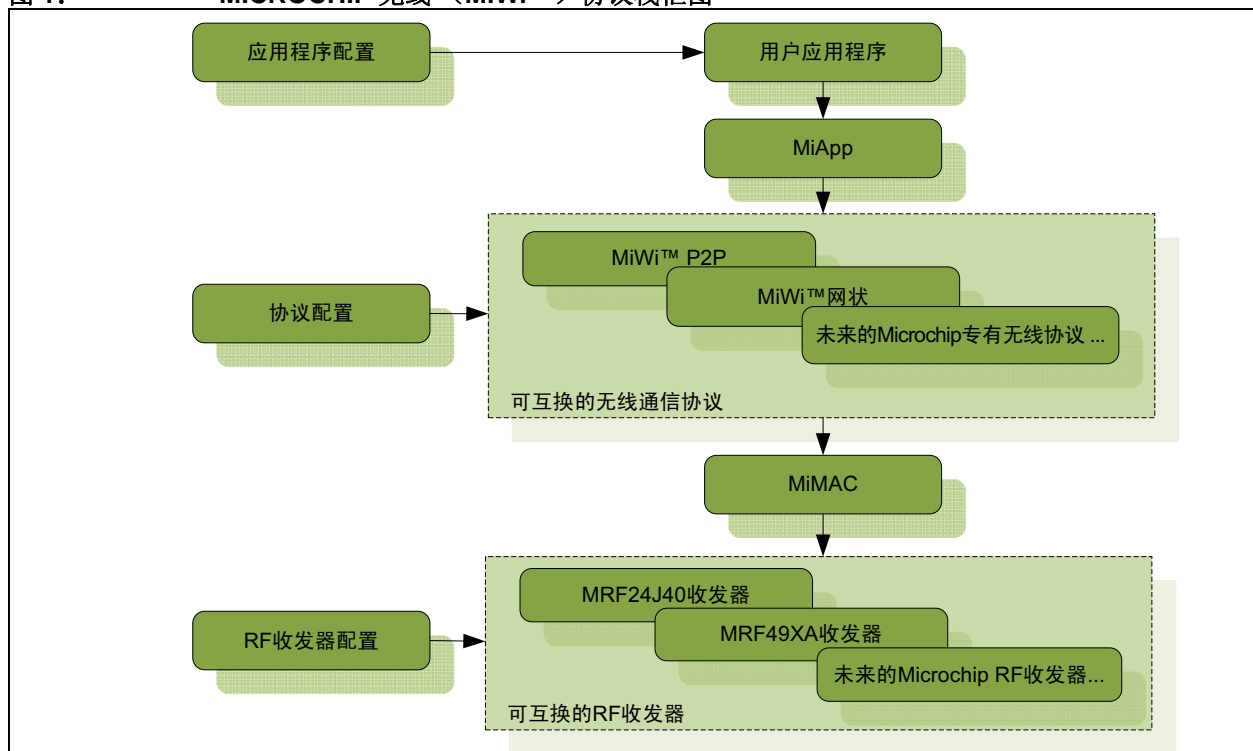 应用程序配置
用户应用程序
MiApp
MiWi™ P2P
MiWi™网状
协议配置
未来的Microchip专有无线协议 ...
可互换的无线通信协议
MiMAC
MRF24J40收发器
MRF49XA收发器
RF收发器配置
未来的Microchip RF收发器...
可互换的RF收发器